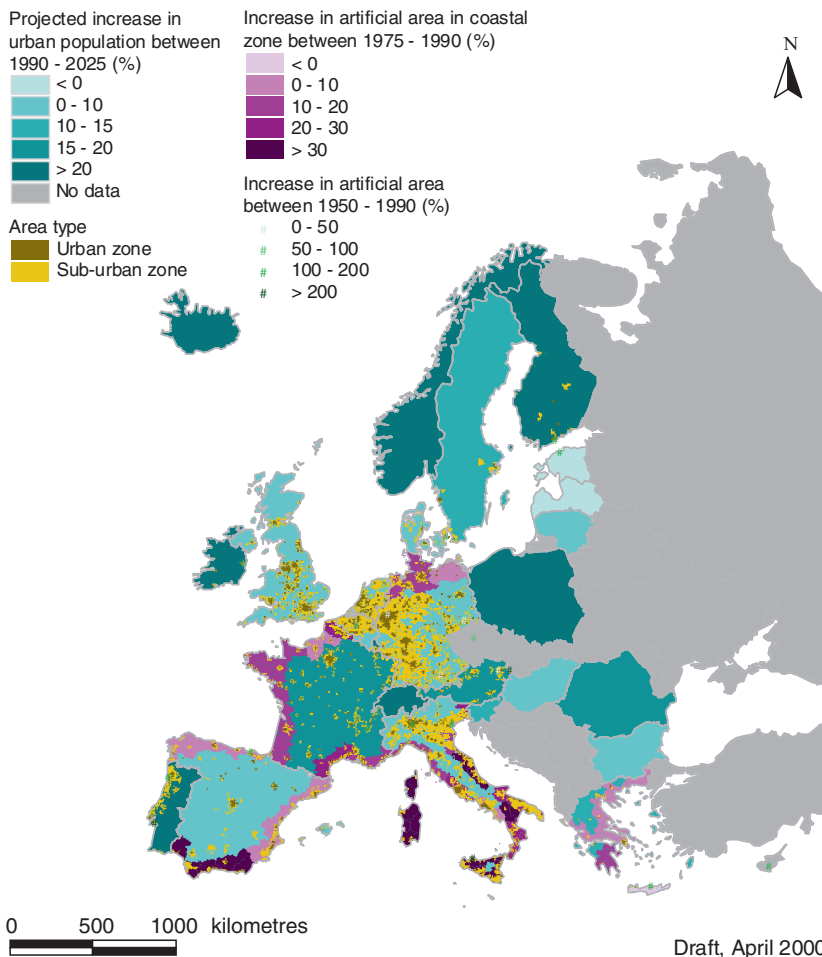 Projected increase in
urban population between
1990 - 2025 (%)
< 0
0 - 10
10 - 15
15 - 20
> 20
No data
Area type
Urban zone
Sub-urban zone
Increase in artificial area in coastal
zone between 1975 - 1990 (%)
< 0
0 - 10
10 - 20
20 - 30
> 30
Increase in artificial area
between 1950 - 1990 (%)
# 0 - 50
# 50 - 100
# 100 - 200
# > 200
N
0 500 1000 kilometres
Draft, April 2000